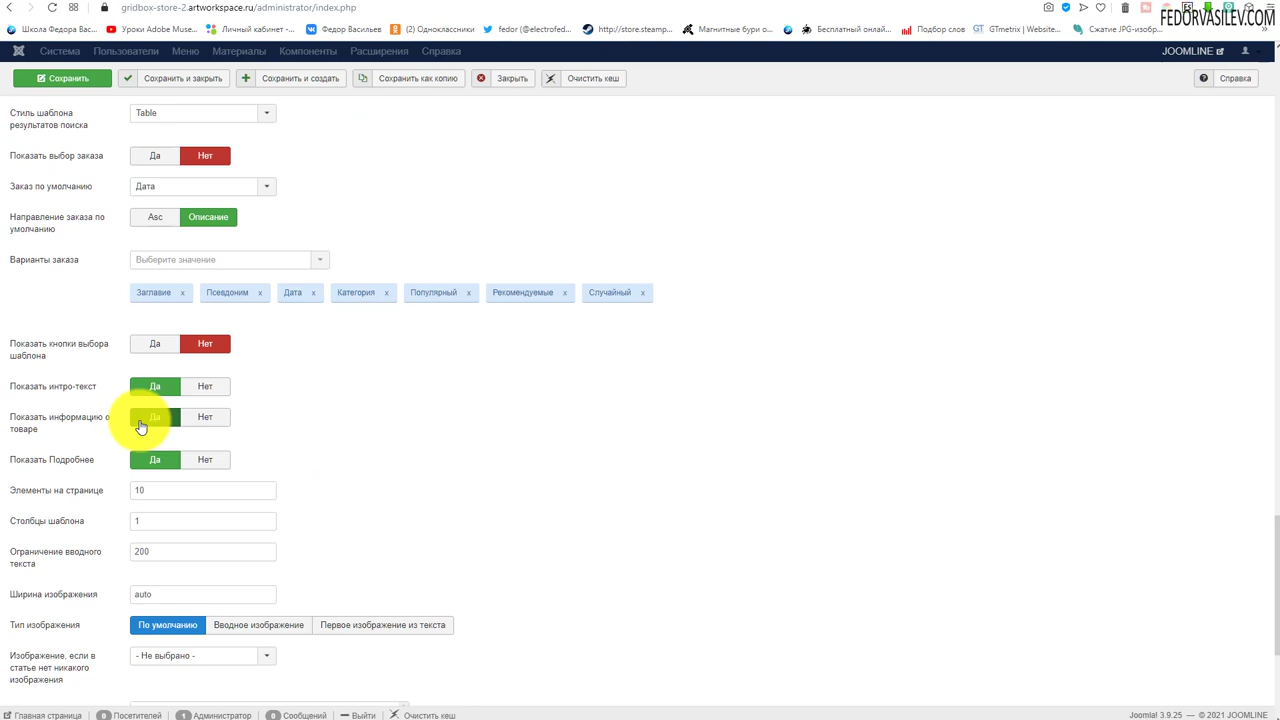 gridbox-store-2.artworkspace.ru/administrator/index.php
FEDORVASILEV.COM
Школа Федора Вас... Уроки Adobe Muse... Личный кабинет -... Федор Васильев (1) Одноклассники fedor (@electrofed... http://store.steamp... Магнитные бури о... Бесплатный онлай... Подбор слов GTmetrix | Website... Сжатие JPG-изобр...
Система Пользователи Меню Материалы Компоненты Расширения Справка JOOMLINE
Сохранить Сохранить и закрыть Сохранить и создать Сохранить как копию Закрыть Очистить кеш Справка
Стиль шаблона
результатов поиска
Table
Показать выбор заказа Да Нет
Заказ по умолчанию Дата
Направление заказа по
умолчанию
Asc Описание
Варианты заказа Выберите значение
Заглавие x Псевдоним x Дата x Категория x Популярный x Рекомендуемые x Случайный x
Показать кнопки выбора
шаблона
Да Нет
Показать интро-текст Да Нет
Показать информацию о
товаре
Да Нет
Показать Подробнее Да Нет
Элементы на странице 10
Столбцы шаблона 1
Ограничение вводного
текста
200
Ширина изображения auto
Тип изображения По умолчанию Вводное изображение Первое изображение из текста
Изображение, если в
статье нет никакого
изображения
- Не выбрано -
Главная страница 0 Посетителей 1 Администратор 0 Сообщений Выйти Очистить кеш Joomla! 3.9.25 — © 2021 JOOMLINE